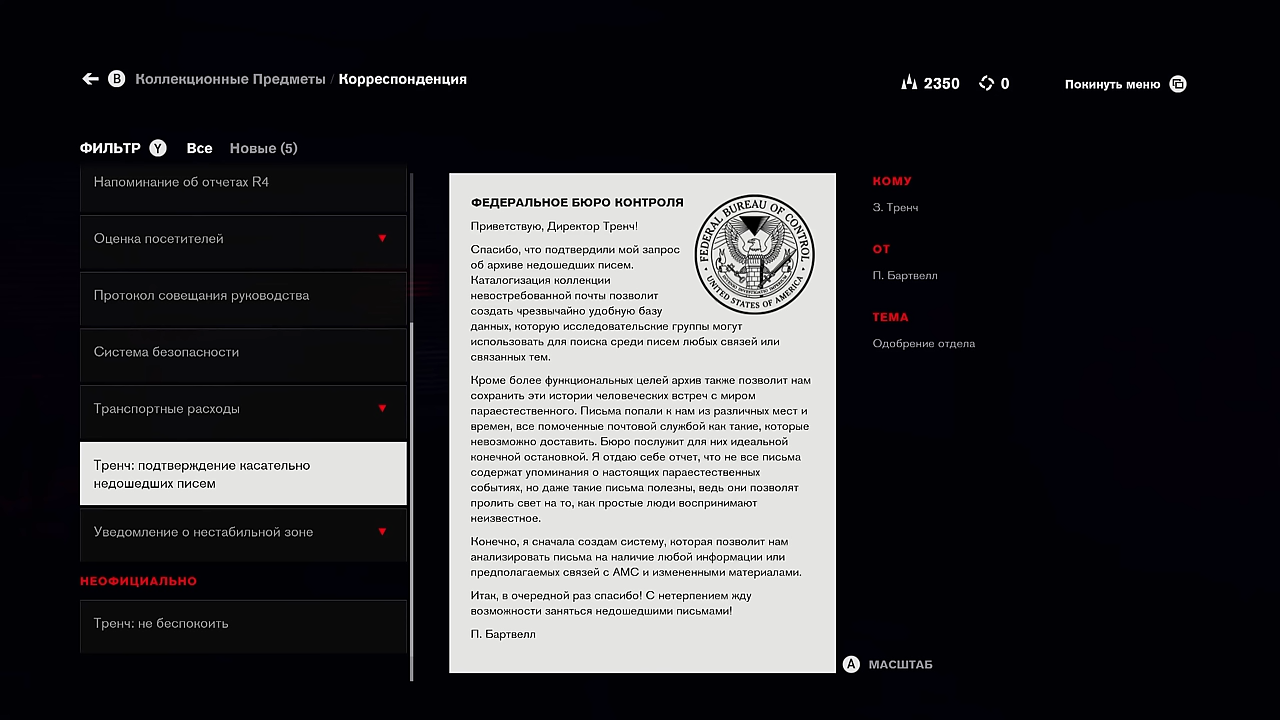 B Коллекционные Предметы / Корреспонденция
2350
0
Покинуть меню
ФИЛЬТР Y Все Новые (5)
Напоминание об отчетах R4
Оценка посетителей
Протокол совещания руководства
Система безопасности
Транспортные расходы
Тренч: подтверждение касательно
недошедших писем
Уведомление о нестабильной зоне
НЕОФИЦИАЛЬНО
Тренч: не беспокоить
ФЕДЕРАЛЬНОЕ БЮРО КОНТРОЛЯ
FEDERAL BUREAU OF CONTROL
UNITED STATES OF AMERICA
Приветствую, Директор Тренч!
Спасибо, что подтвердили мой запрос
об архиве недошедших писем.
Каталогизация коллекции
невостребованной почты позволит
создать чрезвычайно удобную базу
данных, которую исследовательские группы могут
использовать для поиска среди писем любых связей или
связанных тем.
Кроме более функциональных целей архив также позволит нам
сохранить эти истории человеческих встреч с миром
параестественного. Письма попали к нам из различных мест и
времен, все помоченные почтовой службой как такие, которые
невозможно доставить. Бюро послужит для них идеальной
конечной остановкой. Я отдаю себе отчет, что не все письма
содержат упоминания о настоящих параестественных
событиях, но даже такие письма полезны, ведь они позволят
пролить свет на то, как простые люди воспринимают
неизвестное.
Конечно, я сначала создам систему, которая позволит нам
анализировать письма на наличие любой информации или
предполагаемых связей с АМС и измененными материалами.
Итак, в очередной раз спасибо! С нетерпением жду
возможности заняться недошедшими письмами!
П. Бартвелл
КОМУ
З. Тренч
ОТ
П. Бартвелл
ТЕМА
Одобрение отдела
A МАСШТАБ